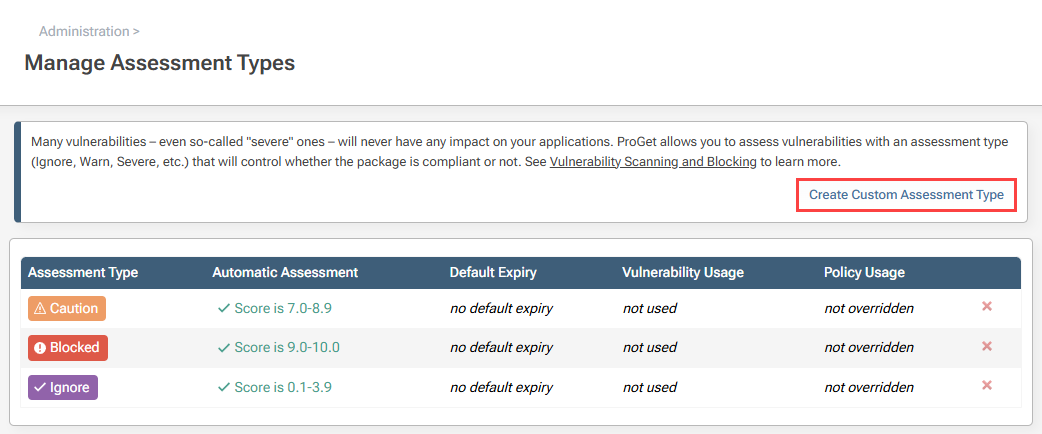 Administration >
Manage Assessment Types
Many vulnerabilities – even so-called "severe" ones – will never have any impact on your applications. ProGet allows you to assess vulnerabilities with an assessment type
(Ignore, Warn, Severe, etc.) that will control whether the package is compliant or not. See Vulnerability Scanning and Blocking to learn more.
Create Custom Assessment Type
Assessment Type Automatic Assessment Default Expiry Vulnerability Usage Policy Usage
Caution Score is 7.0-8.9 no default expiry not used not overridden
Blocked Score is 9.0-10.0 no default expiry not used not overridden
Ignore Score is 0.1-3.9 no default expiry not used not overridden